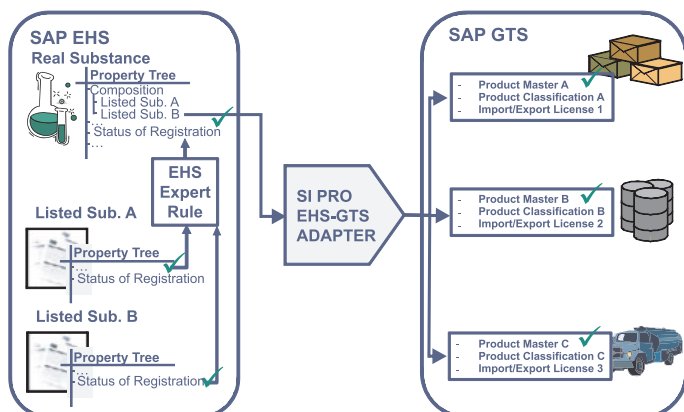 SAP EHS
Real Substance
Property Tree
Composition
Listed Sub. A
Listed Sub. B
...
Status of Registration
...
EHS
Expert
Rule
Listed Sub. A
Property Tree
...
Status of Registration
Listed Sub. B
Property Tree
...
Status of Registration
SI PRO
EHS-GTS
ADAPTER
SAP GTS
- Product Master A
- Product Classification A
- Import/Export License 1
- Product Master B
- Product Classification B
- Import/Export License 2
- Product Master C
- Product Classification C
- Import/Export License 3